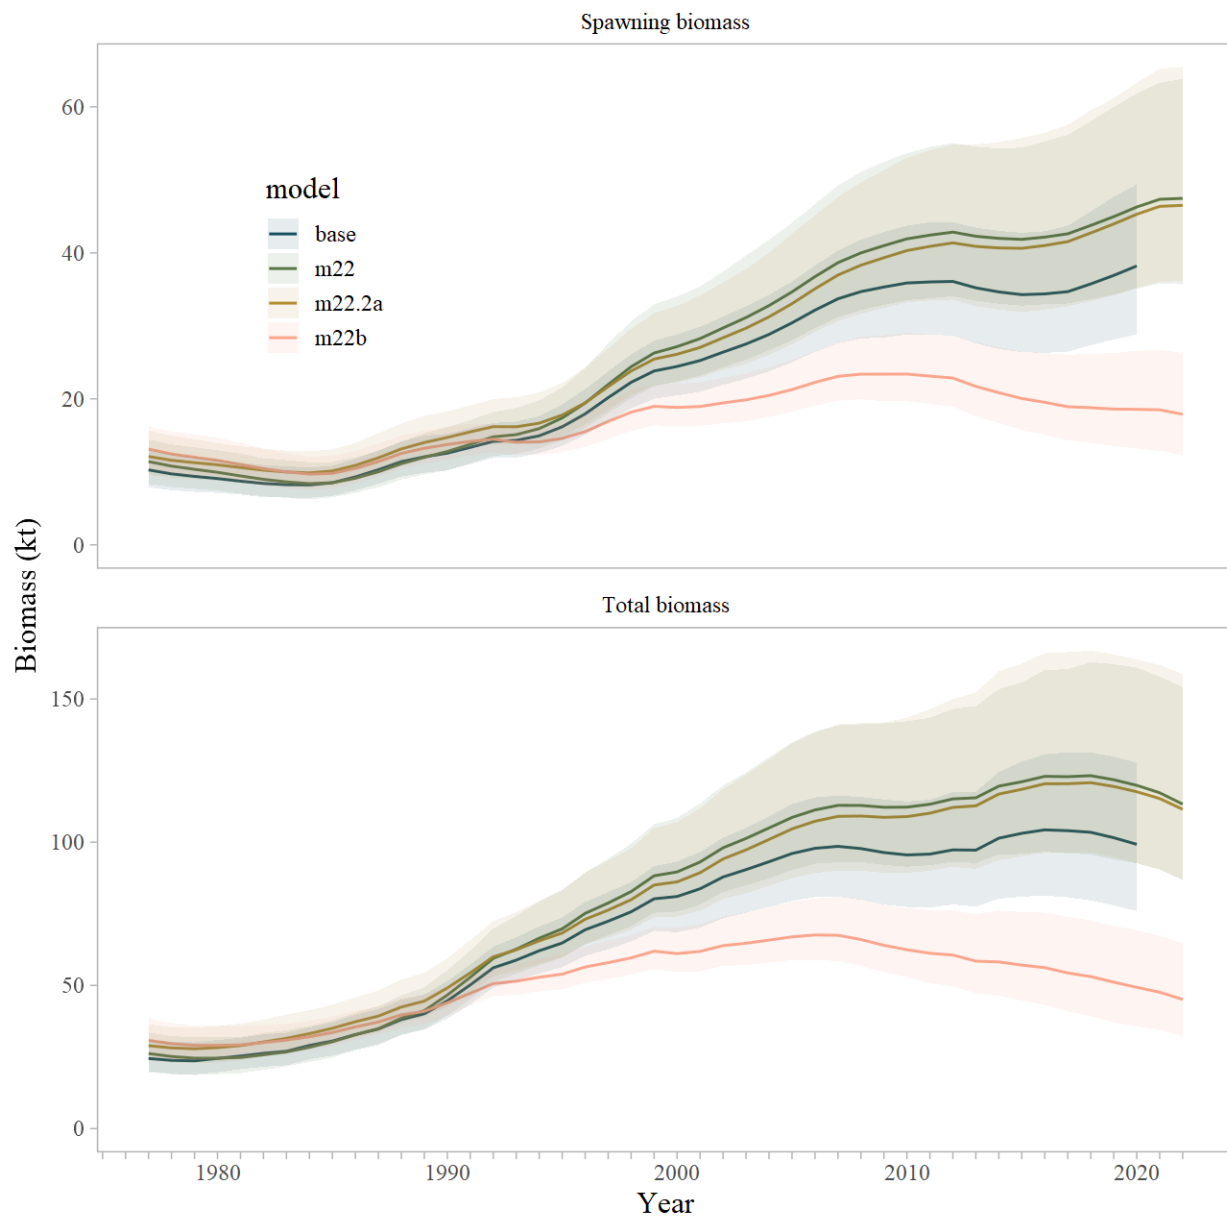 Spawning biomass
60
40
20
0
model
base
m22
m22.2a
m22b
Total biomass
150
100
50
0
Biomass (kt)
1980 1990 2000 2010 2020
Year